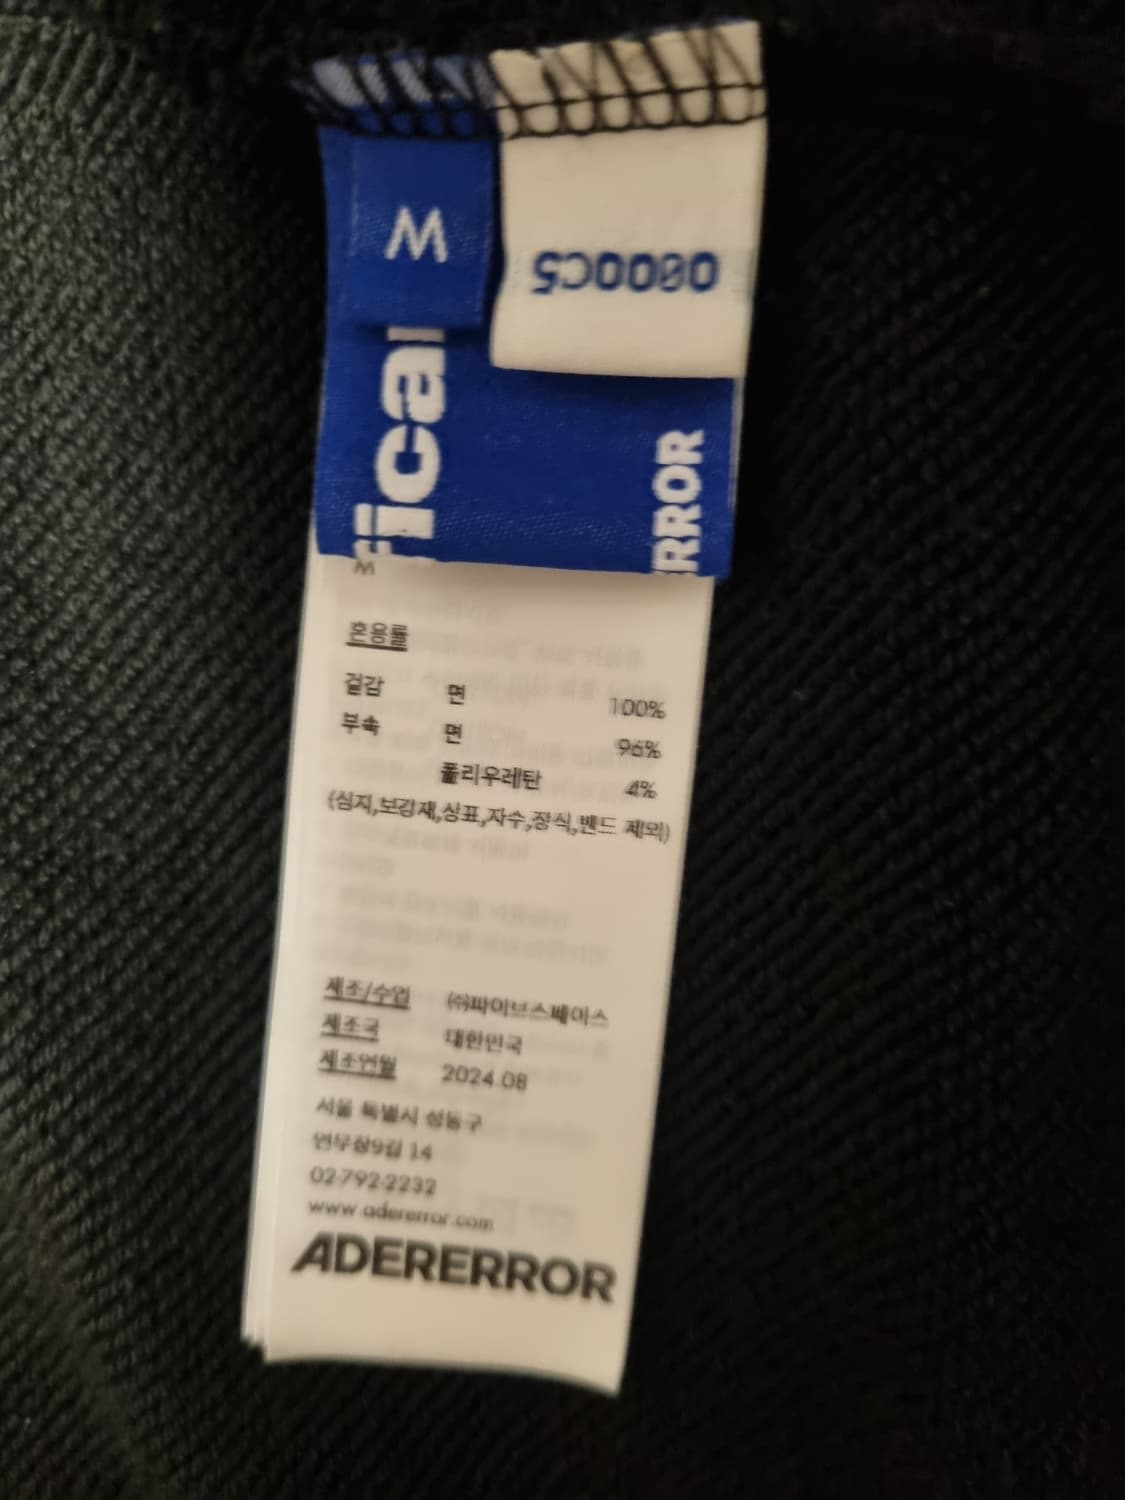 M
0000C5
fical
ERROR
M
혼용률
겉감 면 100%
부속 면 96%
폴리우레탄 4%
(심지,보강재,상표,자수,장식,밴드 제외)
제조/수입 ㈜파이브스페이스
제조국 대한민국
제조연월 2024.08
서울 특별시 성동구
연무장9길 14
02-792-2232
www.adererror.com
ADERERROR